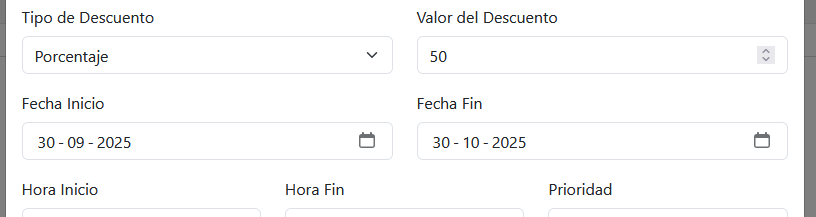 Tipo de Descuento Valor del Descuento
Porcentaje 50
Fecha Inicio Fecha Fin
30 - 09 - 2025 30 - 10 - 2025
Hora Inicio Hora Fin Prioridad